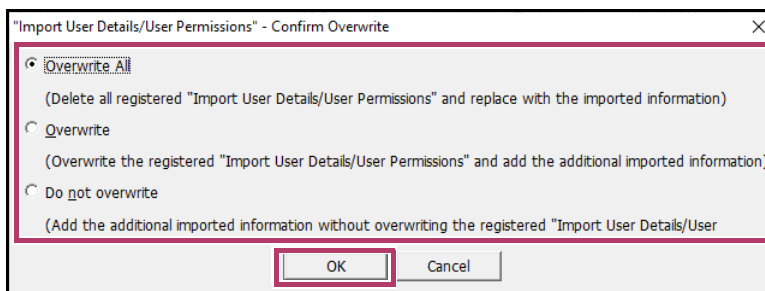 "Import User Details/User Permissions" - Confirm Overwrite
Overwrite All
(Delete all registered "Import User Details/User Permissions" and replace with the imported information)
Overwrite
(Overwrite the registered "Import User Details/User Permissions" and add the additional imported information)
Do not overwrite
(Add the additional imported information without overwriting the registered "Import User Details/User
OK Cancel